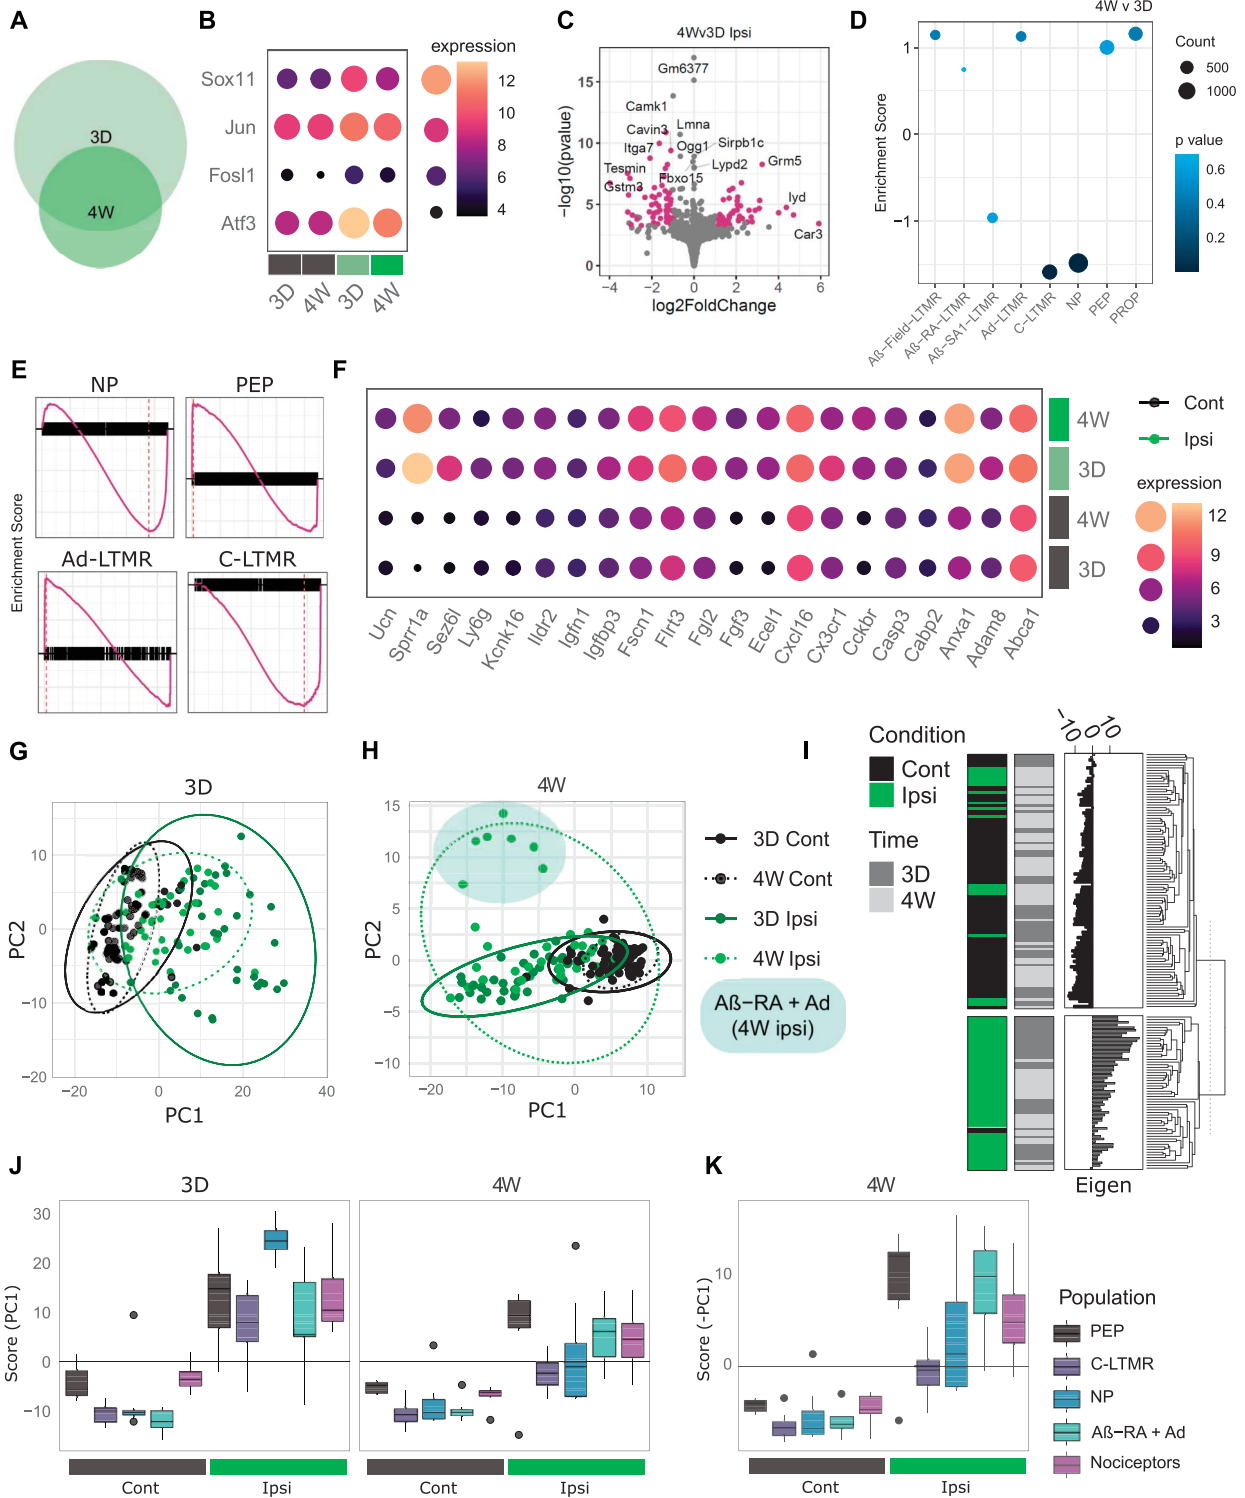 A
3D
4W
B
expression
Sox11
Jun
Fosl1
Atf3
12
10
8
6
4
3D
4W
3D
4W
C
4Wv3D Ipsi
Gm6377
Camk1
Cavin3
Lmna
Itga7
Ogg1
Sirpb1c
Tesmin
Lypd2
Grm5
Gstm3
Fbxo15
Iyd
Car3
15
10
5
0
−4
−2
0
2
4
6
−log10(pvalue)
log2FoldChange
D
4W v 3D
1
0
−1
Enrichment Score
Aß−Field−LTMR
Aß−RA−LTMR
Aß−SA1−LTMR
Ad−LTMR
C−LTMR
NP
PEP
PROP
Count
500
1000
p value
0.6
0.4
0.2
E
NP
PEP
Ad-LTMR
C-LTMR
Enrichment Score
F
4W
3D
4W
3D
Cont
Ipsi
expression
12
9
6
3
Ucn
Sprr1a
Sez6l
Ly6g
Kcnk16
Ildr2
Igfn1
Igfbp3
Fscn1
Flrt3
Fgl2
Fgf3
Ecel1
Cxcl16
Cx3cr1
Cckbr
Casp3
Cabp2
Anxa1
Adam8
Abca1
G
3D
10
0
−10
−20
−20
0
20
40
PC2
PC1
H
4W
15
10
5
0
−5
−10
−20
−10
0
10
PC2
PC1
3D Cont
4W Cont
3D Ipsi
4W Ipsi
Aß−RA + Ad
(4W ipsi)
I
Condition
Cont
Ipsi
Time
3D
4W
−10
0
10
Eigen
J
3D
4W
30
20
10
0
−10
Score (PC1)
Cont
Ipsi
Cont
Ipsi
K
4W
10
0
Score (-PC1)
Cont
Ipsi
Population
PEP
C-LTMR
NP
Aß−RA + Ad
Nociceptors